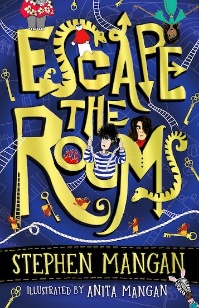 ESCAPE
THE
ROOMS
STEPHEN MANGAN
ILLUSTRATED BY ANITA MANGAN